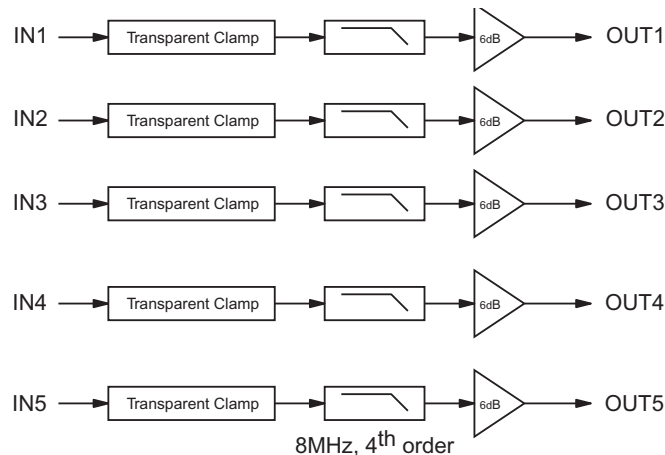 IN1 Transparent Clamp 6dB OUT1
IN2 Transparent Clamp 6dB OUT2
IN3 Transparent Clamp 6dB OUT3
IN4 Transparent Clamp 6dB OUT4
IN5 Transparent Clamp 6dB OUT5
8MHz, 4th order